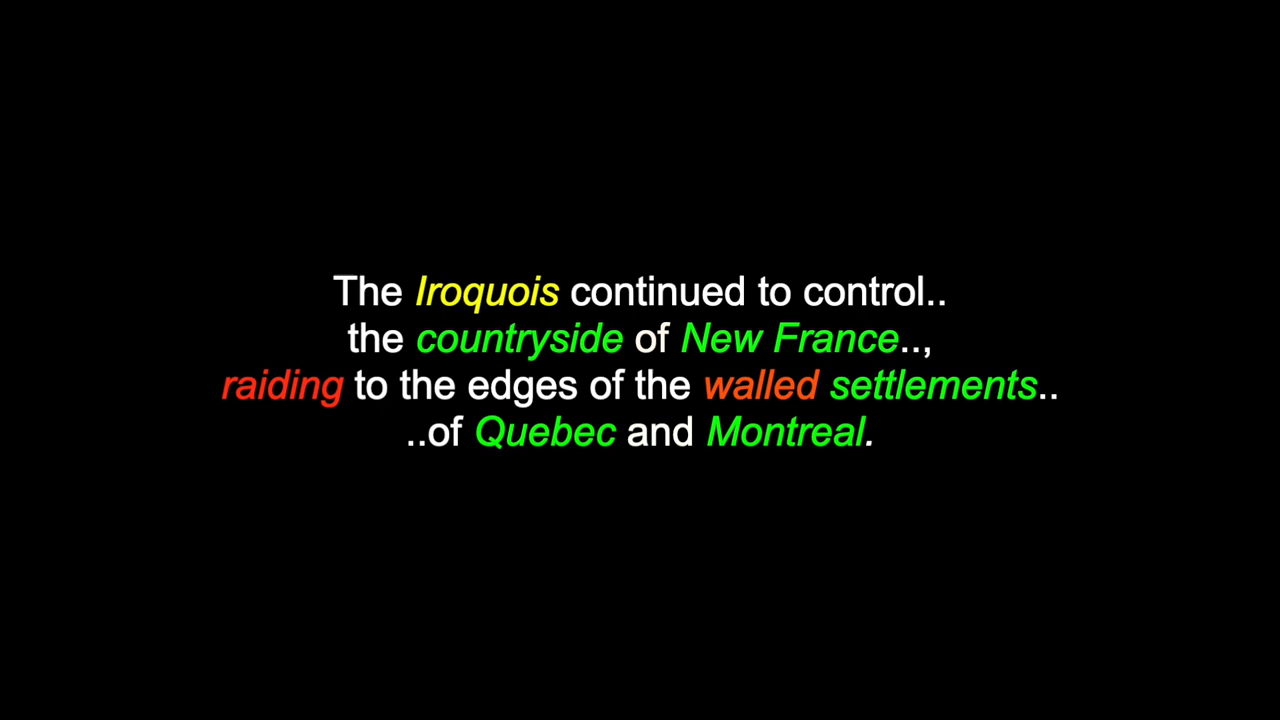 The Iroquois continued to control..
the countryside of New France..,
raiding to the edges of the walled settlements..
..of Quebec and Montreal.